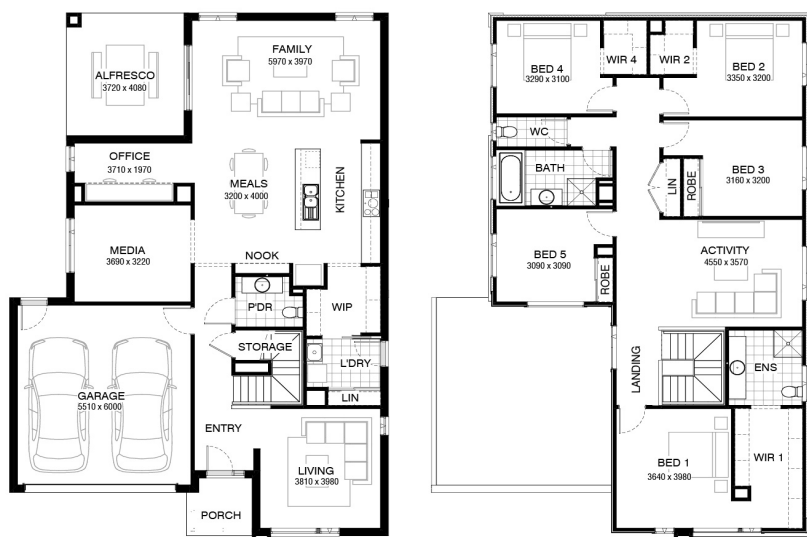 ALFRESCO
3720 x 4080
FAMILY
5970 x 3970
OFFICE
3710 x 1970
MEALS
3200 x 4000
KITCHEN
MEDIA
3690 x 3220
NOOK
P'DR
WIP
STORAGE
L'DRY
LIN
GARAGE
5510 x 6000
ENTRY
LIVING
3810 x 3980
PORCH
BED 4
3290 x 3100
WIR 4
WIR 2
BED 2
3350 x 3200
WC
BATH
LIN
ROBE
BED 3
3160 x 3200
BED 5
3090 x 3090
ROBE
ACTIVITY
4550 x 3570
LANDING
ENS
BED 1
3640 x 3980
WIR 1